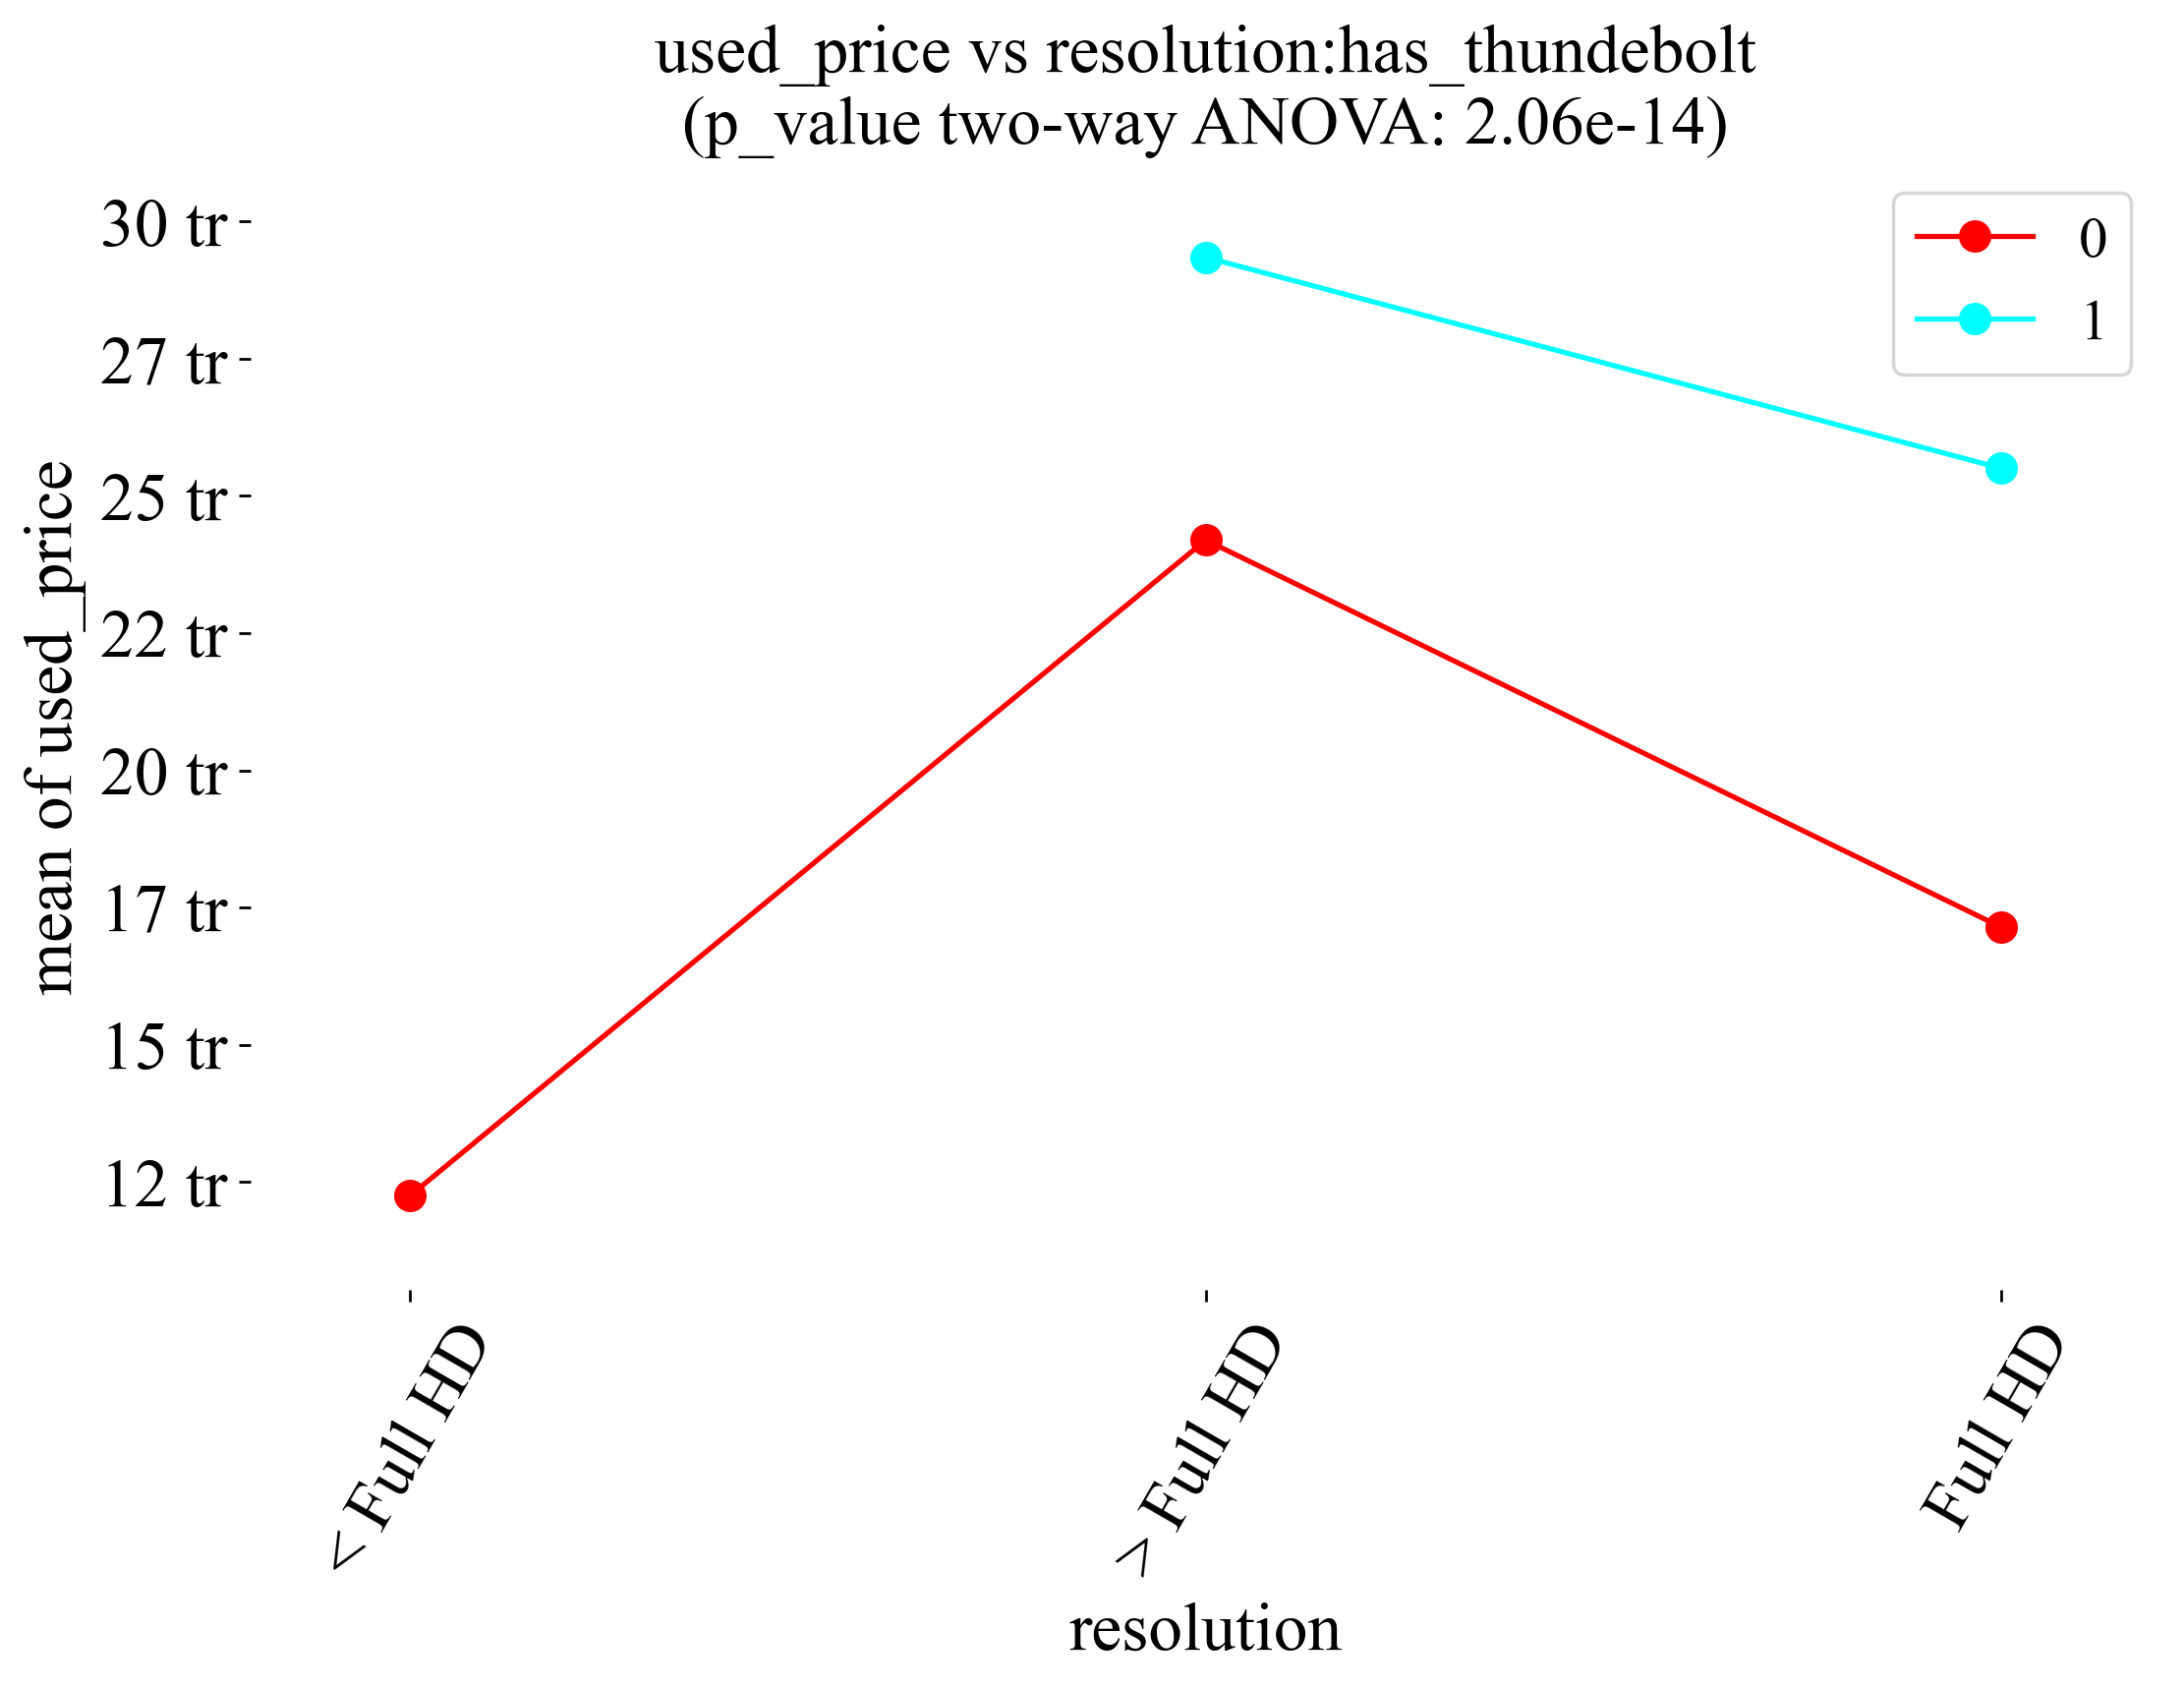 used_price vs resolution:has_thundebolt
(p_value two-way ANOVA: 2.06e-14)
0
1
mean of used_price
30 tr
27 tr
25 tr
22 tr
20 tr
17 tr
15 tr
12 tr
< Full HD
> Full HD
Full HD
resolution